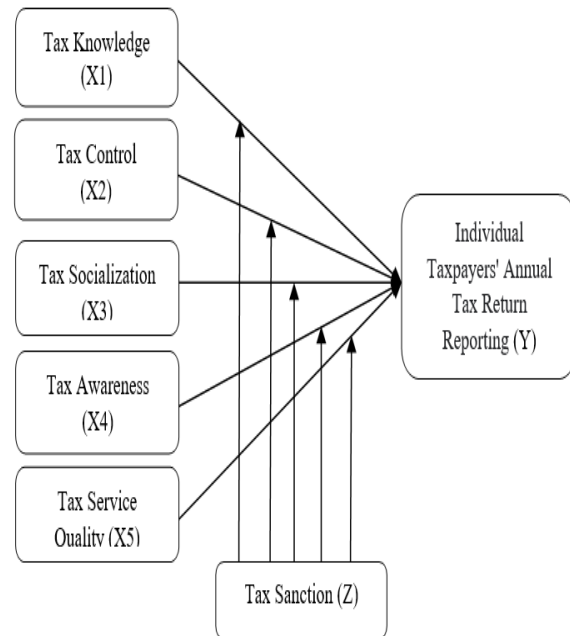 Tax Knowledge
(X1)
Tax Control
(X2)
Tax Socialization
(X3)
Tax Awareness
(X4)
Tax Service
Quality (X5)
Individual
Taxpayers' Annual
Tax Return
Reporting (Y)
Tax Sanction (Z)